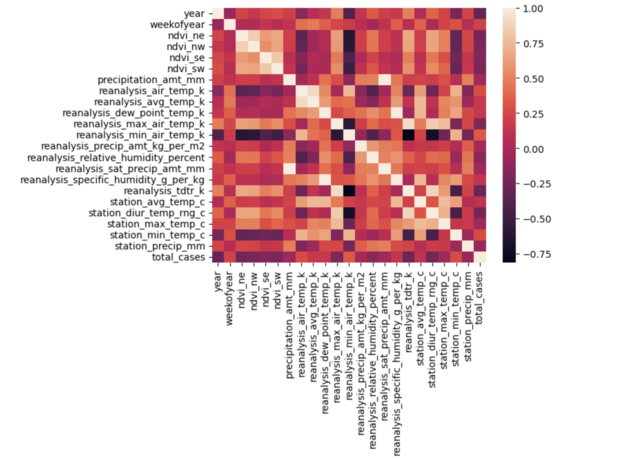 year
weekofyear
ndvi_ne
ndvi_nw
ndvi_se
ndvi_sw
precipitation_amt_mm
reanalysis_air_temp_k
reanalysis_avg_temp_k
reanalysis_dew_point_temp_k
reanalysis_max_air_temp_k
reanalysis_min_air_temp_k
reanalysis_precip_amt_kg_per_m2
reanalysis_relative_humidity_percent
reanalysis_sat_precip_amt_mm
reanalysis_specific_humidity_g_per_kg
reanalysis_tdtr_k
station_avg_temp_c
station_diur_temp_rng_c
station_max_temp_c
station_min_temp_c
station_precip_mm
total_cases
year
weekofyear
ndvi_ne
ndvi_nw
ndvi_se
ndvi_sw
precipitation_amt_mm
reanalysis_air_temp_k
reanalysis_avg_temp_k
reanalysis_dew_point_temp_k
reanalysis_max_air_temp_k
reanalysis_min_air_temp_k
reanalysis_precip_amt_kg_per_m2
reanalysis_relative_humidity_percent
reanalysis_sat_precip_amt_mm
reanalysis_specific_humidity_g_per_kg
reanalysis_tdtr_k
station_avg_temp_c
station_diur_temp_rng_c
station_max_temp_c
station_min_temp_c
station_precip_mm
total_cases
1.00
0.75
0.50
0.25
0.00
−0.25
−0.50
−0.75